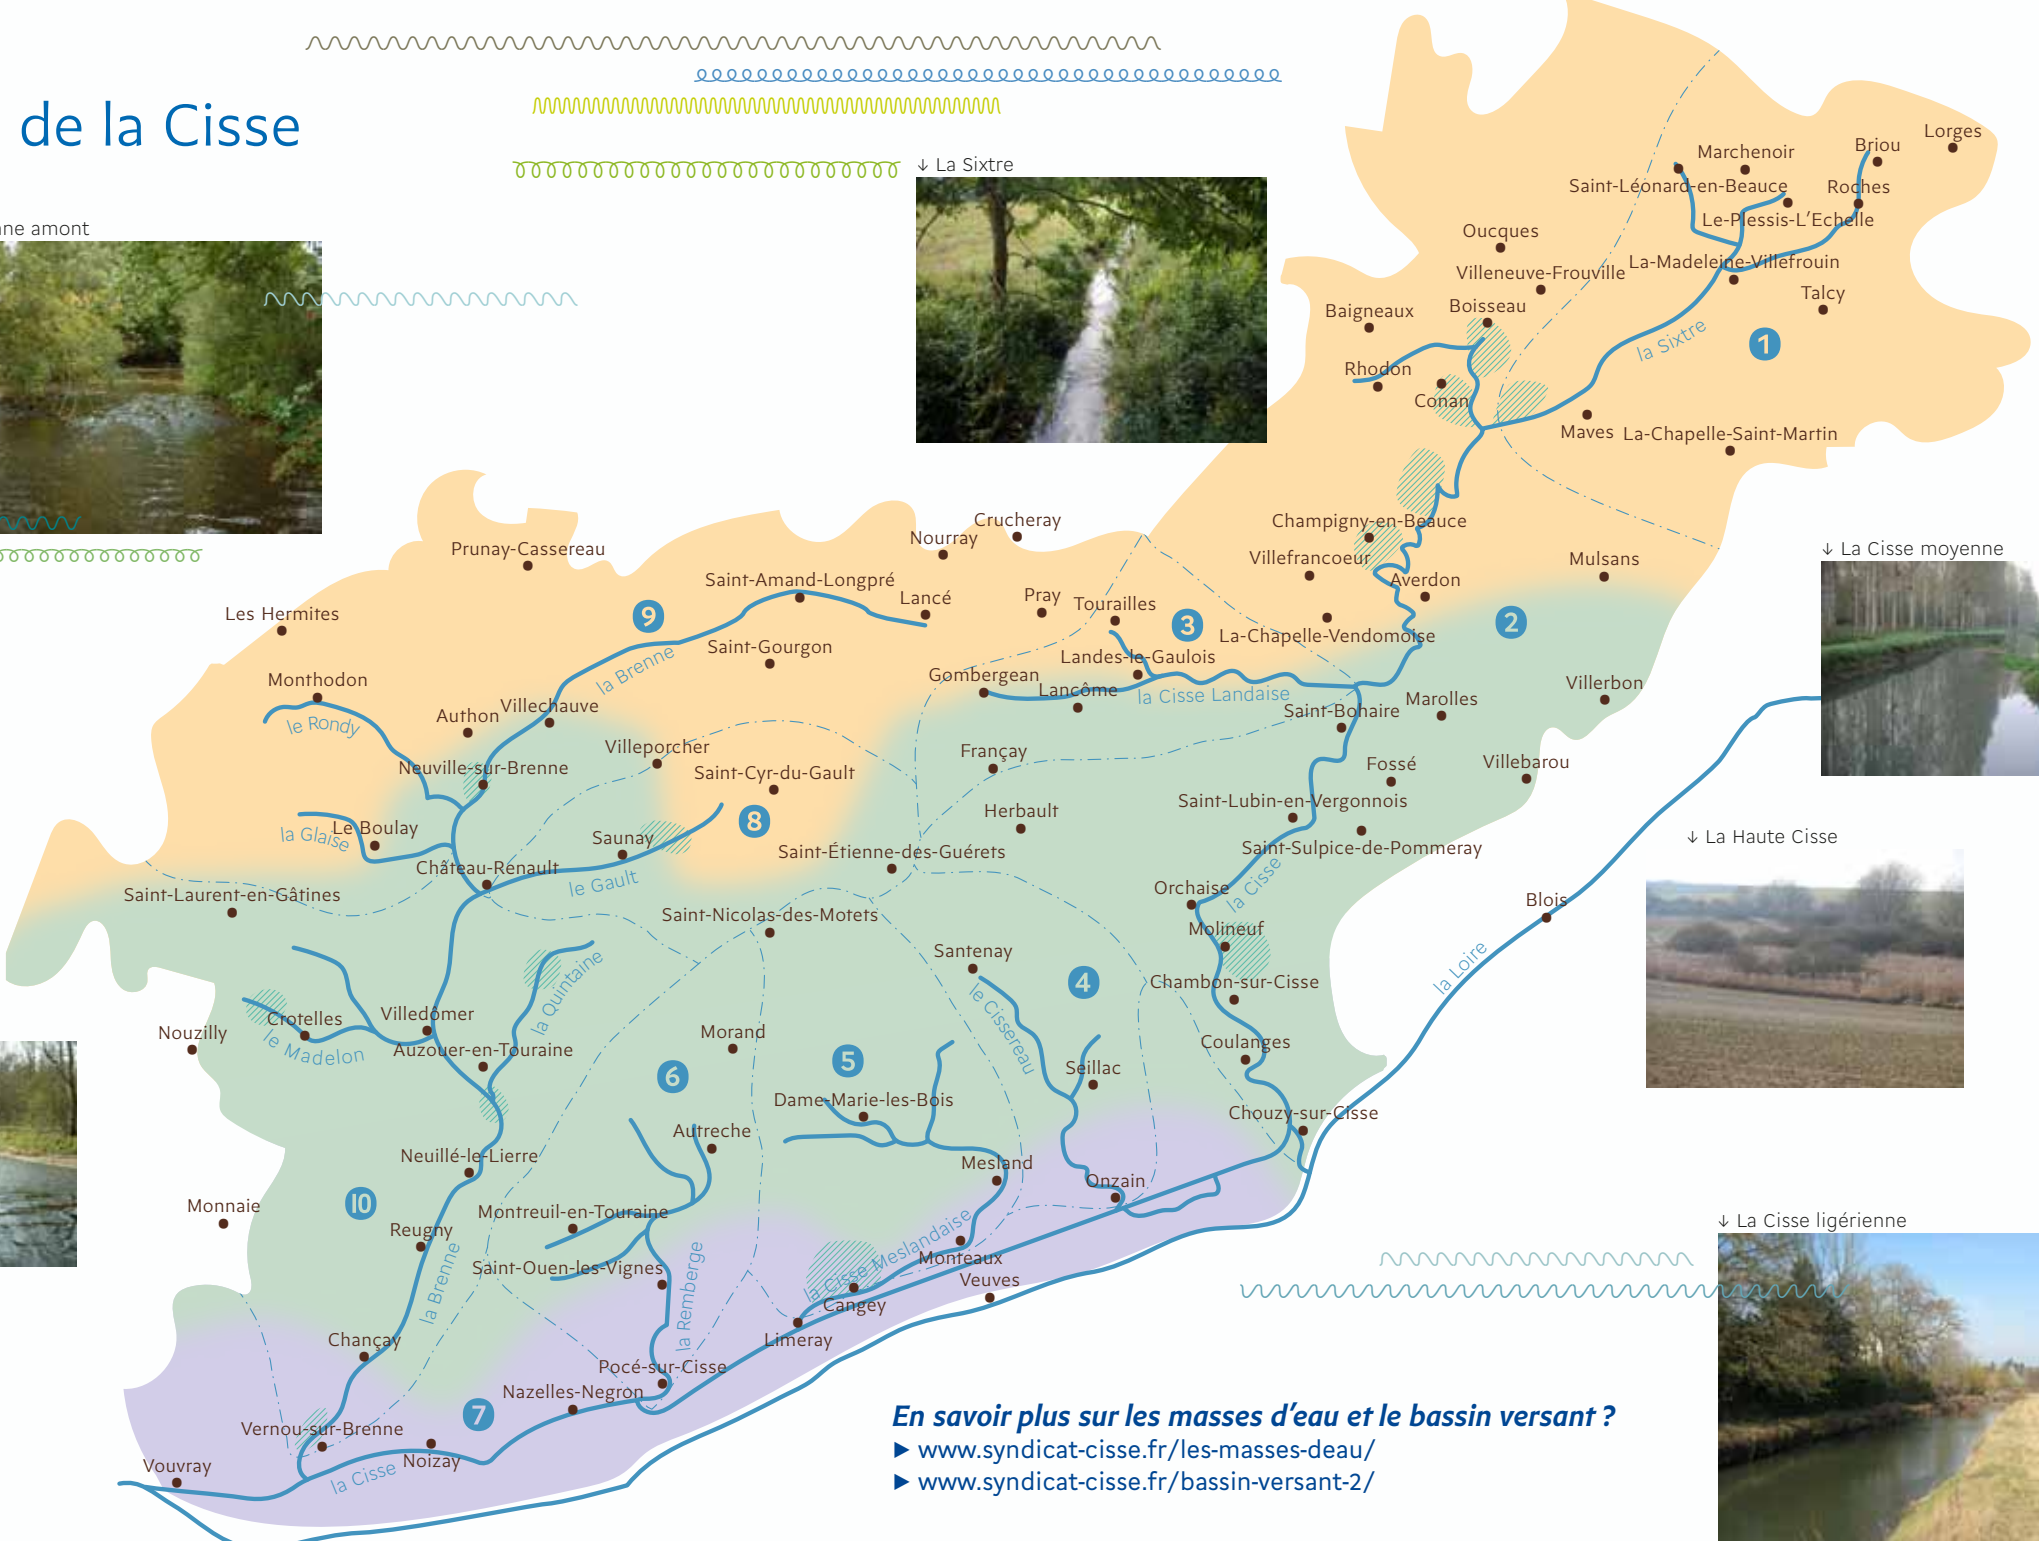 de la Cisse
ne amont
↓ La Sixtre
Lorges
Briou
Marchenoir
Saint-Léonard-en-Beauce
Roches
Le-Plessis-L'Echelle
Oucques
La-Madeleine-Villefrouin
Villeneuve-Frouville
Talcy
Baigneaux
Boisseau
la Sixtre
1
Rhodon
Conan
Maves
La-Chapelle-Saint-Martin
Crucheray
Champigny-en-Beauce
Nourray
Prunay-Cassereau
Villefrancoeur
Mulsans
↓ La Cisse moyenne
Saint-Amand-Longpré
Averdon
Lancé
Pray
Tourailles
Les Hermites
9
3
2
La-Chapelle-Vendomoise
Saint-Gourgon
Landes-le-Gaulois
la Brenne
Gombergean
Monthodon
Lancôme
la Cisse Landaise
Villerbon
Marolles
Saint-Bohaire
Authon
Villechauve
le Rondy
Villeporcher
Françay
Neuville-sur-Brenne
Saint-Cyr-du-Gault
Fossé
Villebarou
Saint-Lubin-en-Vergonnois
Herbault
8
la Glaise
Le Boulay
Saunay
↓ La Haute Cisse
Saint-Étienne-des-Guérets
Saint-Sulpice-de-Pommeray
Château-Renault
le Gault
Orchaise
la Cisse
Saint-Laurent-en-Gâtines
Blois
Saint-Nicolas-des-Motets
Molineuf
Santenay
la Loire
4
Chambon-sur-Cisse
la Quintaine
le Cissereau
Crotelles
Villedômer
Nouzilly
Morand
Coulanges
le Madelon
Auzouer-en-Touraine
5
6
Seillac
Dame-Marie-les-Bois
Chouzy-sur-Cisse
Autreche
Neuillé-le-Lierre
Mesland
Onzain
10
Monnaie
Montreuil-en-Touraine
Reugny
↓ La Cisse ligérienne
la Cisse Meslandaise
Monteaux
Saint-Ouen-les-Vignes
Veuves
la Brenne
la Remberge
Cangey
Chançay
Limeray
Pocé-sur-Cisse
Nazelles-Negron
7
Vernou-sur-Brenne
Noizay
Vouvray
la Cisse
En savoir plus sur les masses d'eau et le bassin versant ?
► www.syndicat-cisse.fr/les-masses-deau/
► www.syndicat-cisse.fr/bassin-versant-2/